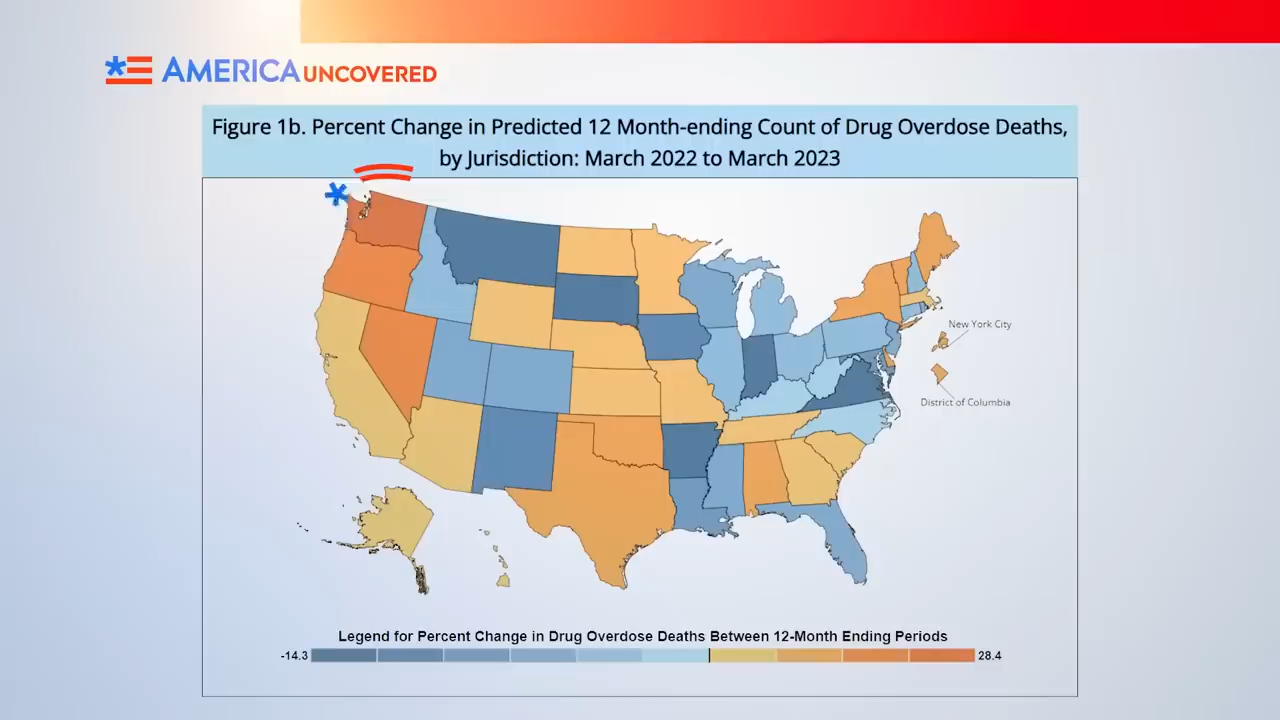 AMERICA UNCOVERED
Figure 1b. Percent Change in Predicted 12 Month-ending Count of Drug Overdose Deaths,
by Jurisdiction: March 2022 to March 2023
New York City
District of Columbia
Legend for Percent Change in Drug Overdose Deaths Between 12-Month Ending Periods
-14.3 28.4